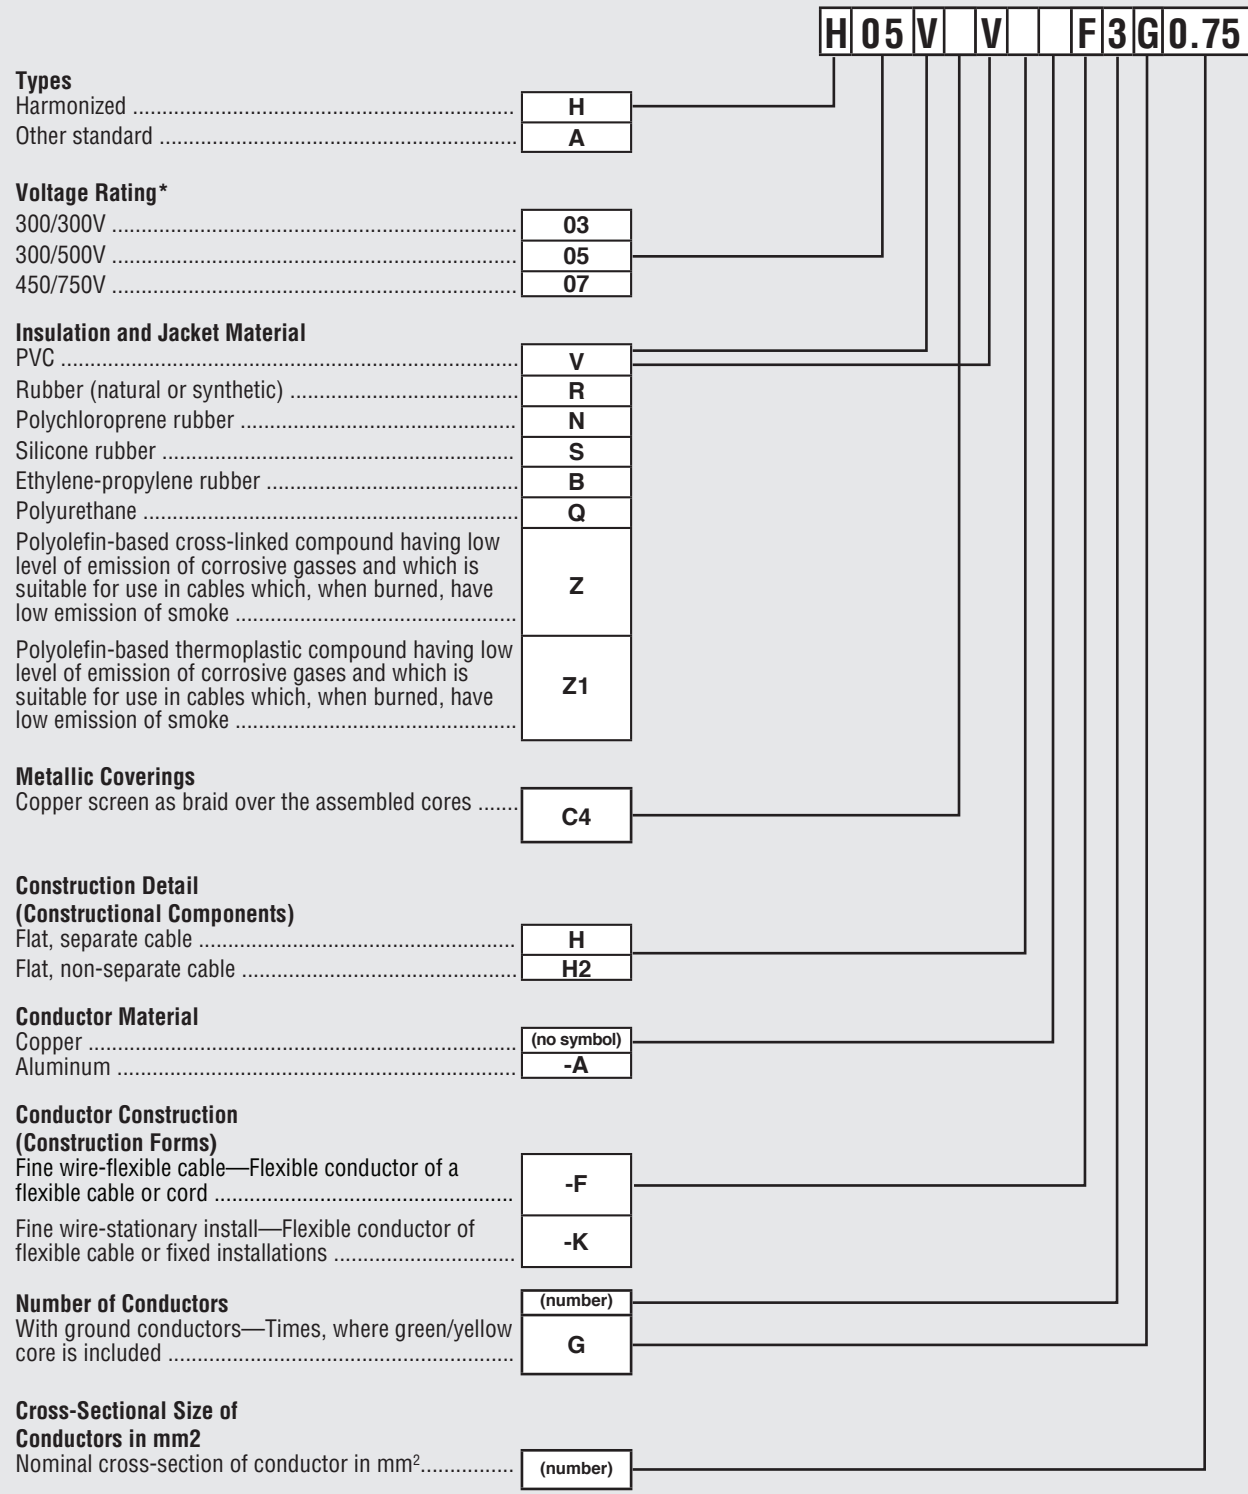 H 05 V V F 3 G 0.75
Types
Harmonized ................................................................ H
Other standard ............................................................ A
Voltage Rating*
300/300V .................................................................... 03
300/500V .................................................................... 05
450/750V .................................................................... 07
Insulation and Jacket Material
PVC ............................................................................. V
Rubber (natural or synthetic) ....................................... R
Polychloroprene rubber ............................................... N
Silicone rubber ............................................................ S
Ethylene-propylene rubber ........................................... B
Polyurethane ............................................................... Q
Polyolefin-based cross-linked compound having low
level of emission of corrosive gasses and which is
suitable for use in cables which, when burned, have
low emission of smoke ................................................ Z
Polyolefin-based thermoplastic compound having low
level of emission of corrosive gases and which is
suitable for use in cables which, when burned, have
low emission of smoke ................................................ Z1
Metallic Coverings
Copper screen as braid over the assembled cores ....... C4
Construction Detail
(Constructional Components)
Flat, separate cable ...................................................... H
Flat, non-separate cable ............................................... H2
Conductor Material
Copper ........................................................................ (no symbol)
Aluminum ................................................................... -A
Conductor Construction
(Construction Forms)
Fine wire-flexible cable—Flexible conductor of a
flexible cable or cord ................................................... -F
Fine wire-stationary install—Flexible conductor of
flexible cable or fixed installations ............................... -K
Number of Conductors (number)
With ground conductors—Times, where green/yellow
core is included ........................................................... G
Cross-Sectional Size of
Conductors in mm2
Nominal cross-section of conductor in mm²................ (number)